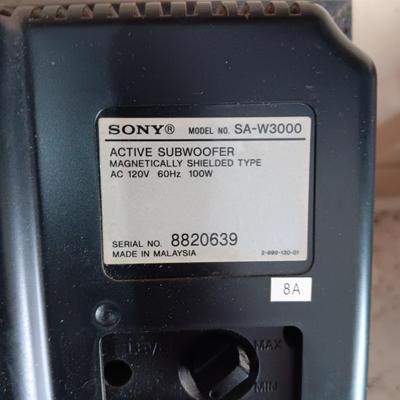 SONY® MODEL NO. SA-W3000
ACTIVE SUBWOOFER
MAGNETICALLY SHIELDED TYPE
AC 120V 60Hz 100W
SERIAL NO. 8820639
MADE IN MALAYSIA 2-699-130-01
8A
MAX
MIN